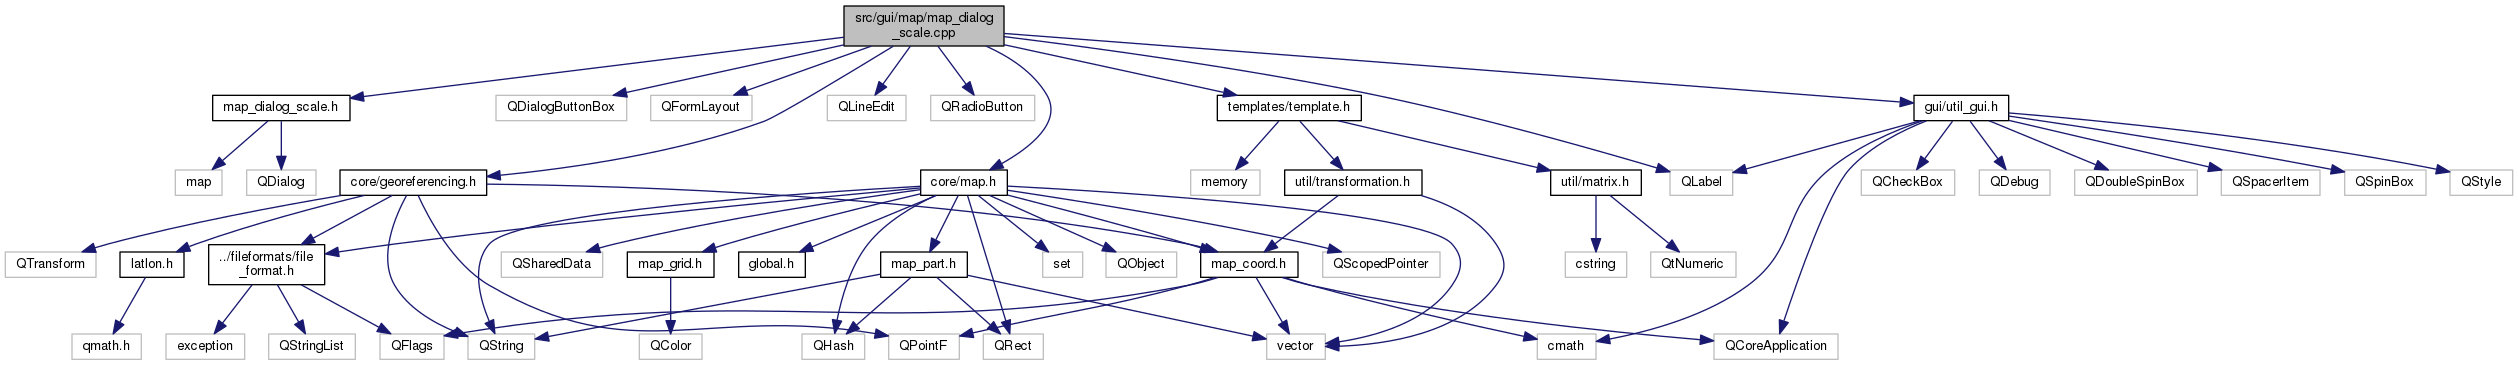 src/gui/map/map_dialog
_scale.cpp
map_dialog_scale.h
QDialogButtonBox
QFormLayout
QLineEdit
QRadioButton
templates/template.h
gui/util_gui.h
map
QDialog
core/georeferencing.h
core/map.h
memory
util/transformation.h
util/matrix.h
QLabel
QCheckBox
QDebug
QDoubleSpinBox
QSpacerItem
QSpinBox
QStyle
QTransform
latlon.h
../fileformats/file
_format.h
QSharedData
map_grid.h
global.h
map_part.h
set
QObject
map_coord.h
QScopedPointer
cstring
QtNumeric
qmath.h
exception
QStringList
QFlags
QString
QColor
QHash
QPointF
QRect
vector
cmath
QCoreApplication